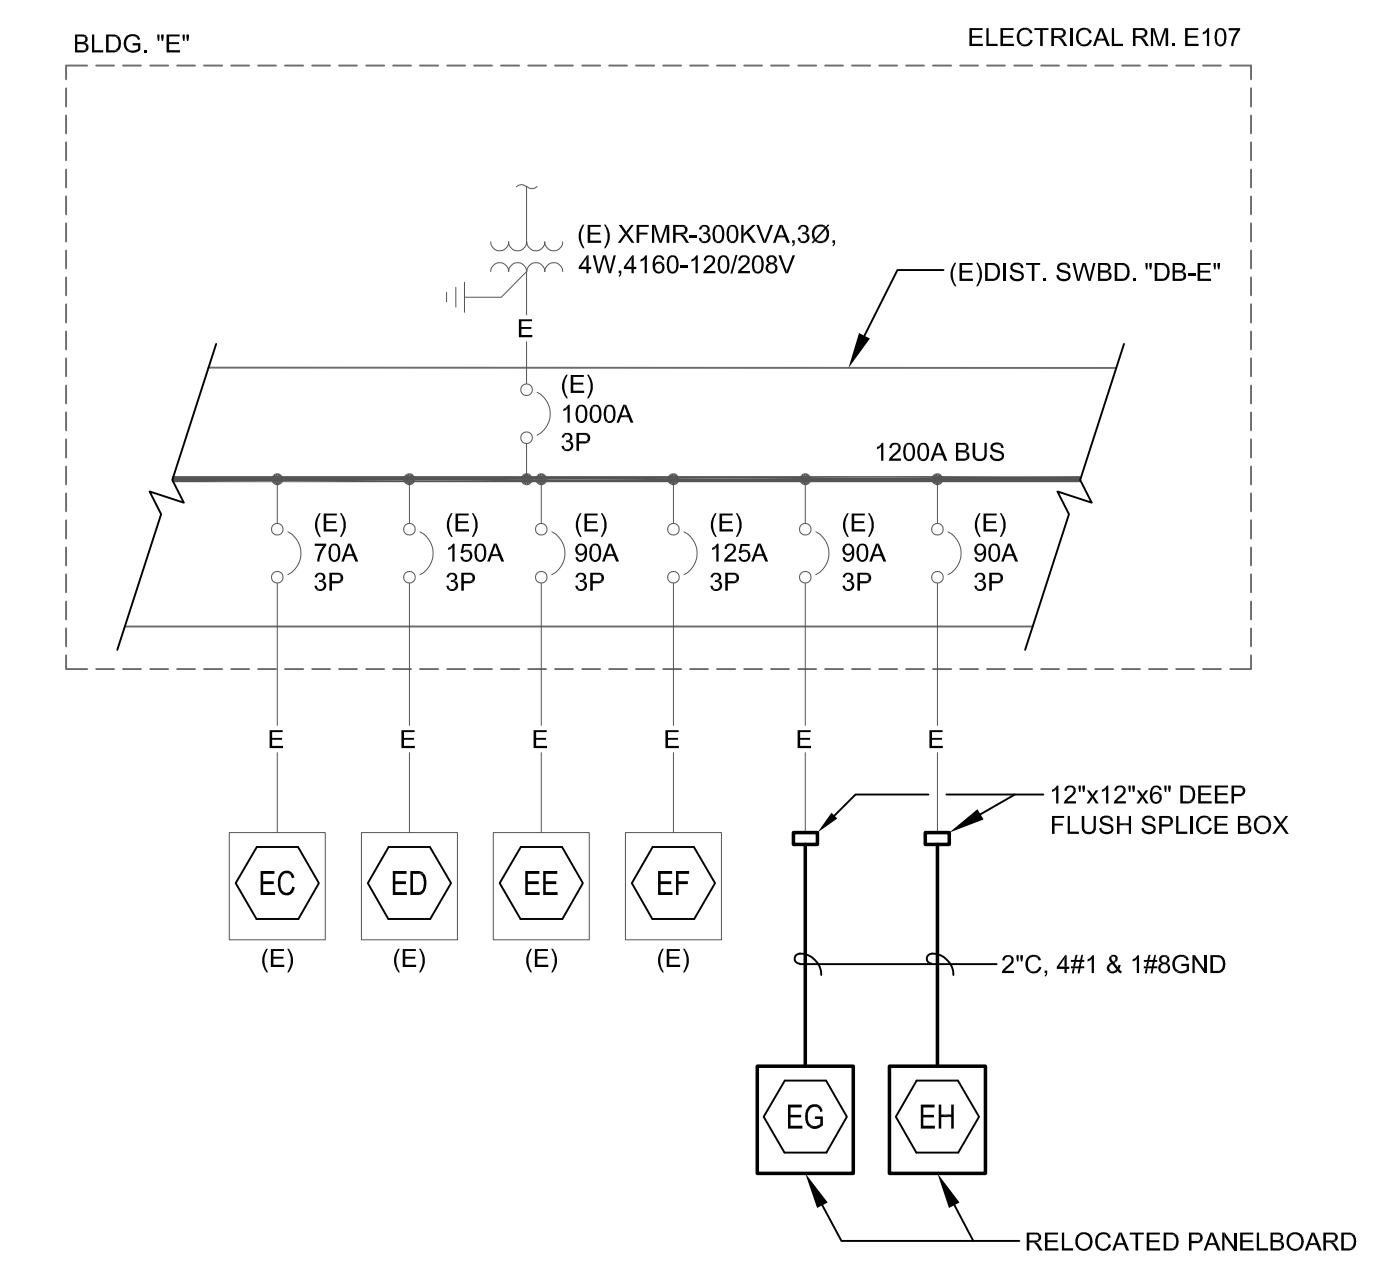 BLDG. "E"
ELECTRICAL RM. E107
(E) XFMR-300KVA,3Ø,
4W,4160-120/208V
(E)DIST. SWBD. "DB-E"
E
(E)
1000A
3P
1200A BUS
(E)
70A
3P
(E)
150A
3P
(E)
90A
3P
(E)
125A
3P
(E)
90A
3P
(E)
90A
3P
E
E
E
E
E
E
12"x12"x6" DEEP
FLUSH SPLICE BOX
EC
ED
EE
EF
(E)
(E)
(E)
(E)
2"C, 4#1 & 1#8GND
EG
EH
RELOCATED PANELBOARD